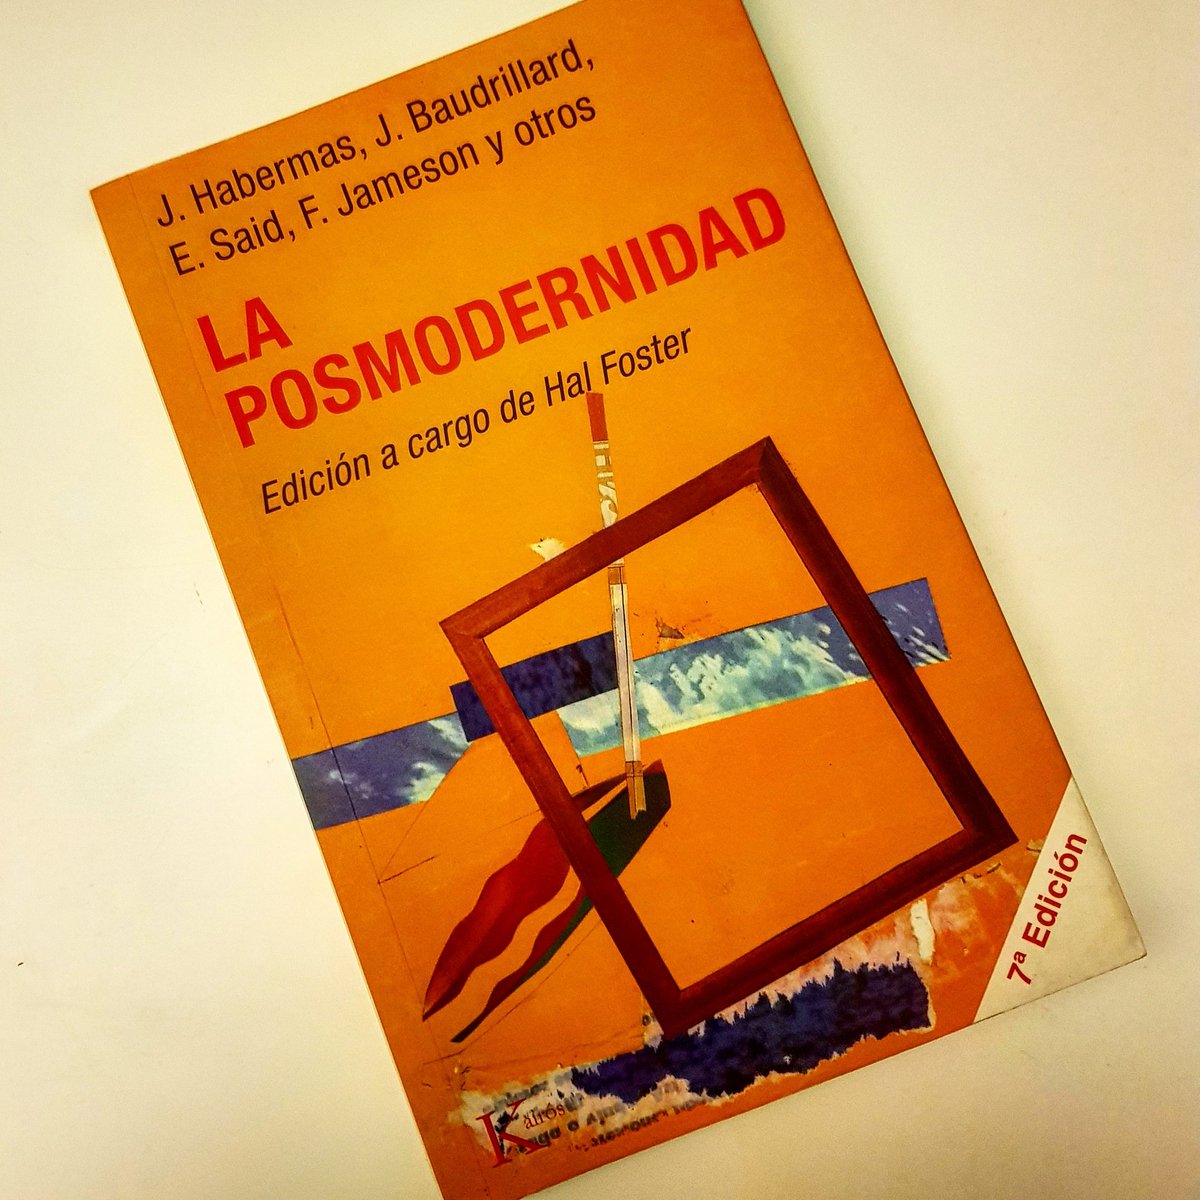 J. Habermas, J. Baudrillard,
E. Said, F. Jameson y otros
LA
POSMODERNIDAD
Edición a cargo de Hal Foster
7ª Edición
Kairós